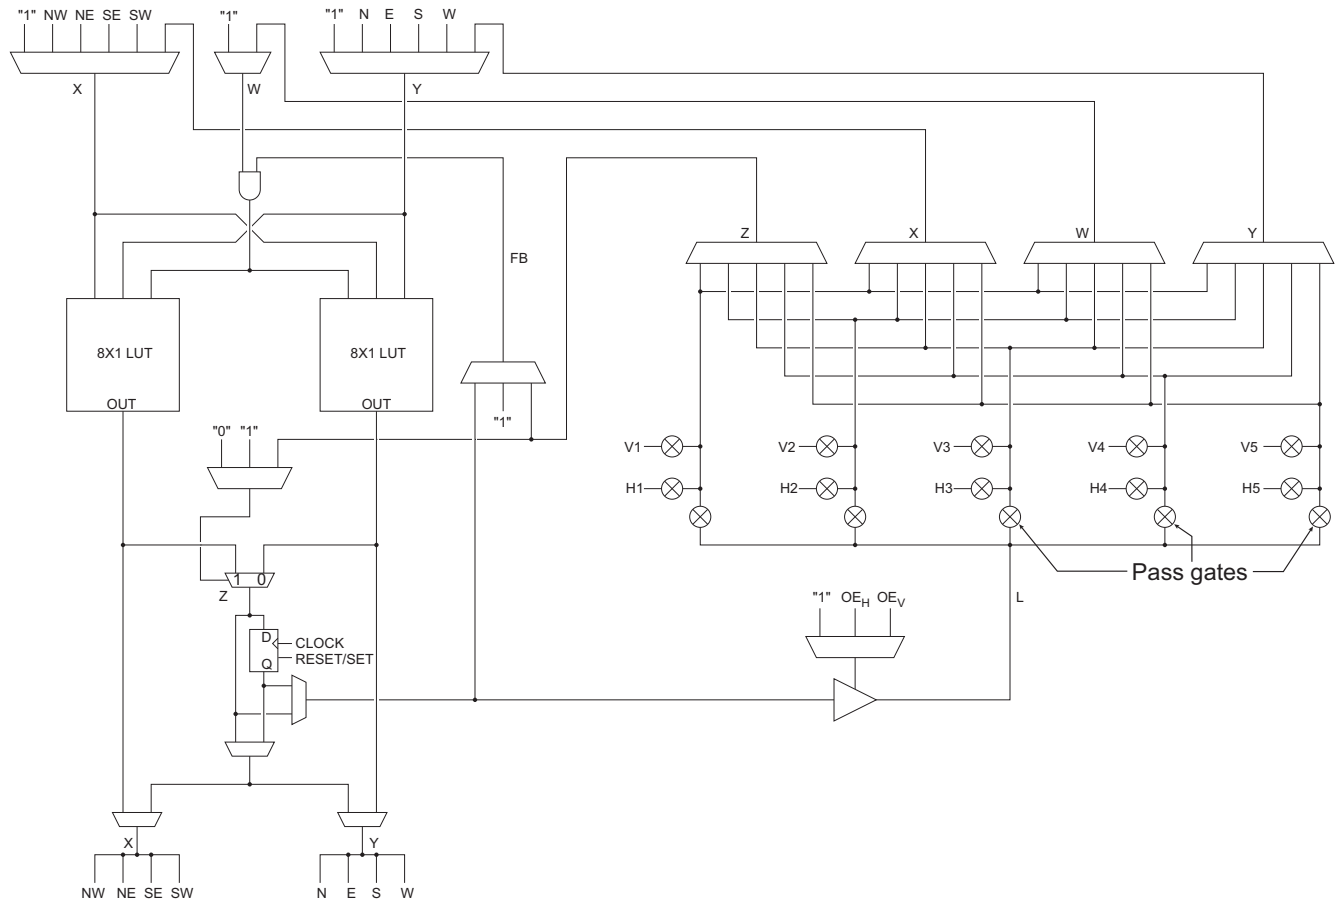 "1" NW NE SE SW "1" "1" N E S W
X W Y
Z X W Y
FB
8X1 LUT 8X1 LUT
OUT OUT
"1"
"0" "1"
V1 V2 V3 V4 V5
H1 H2 H3 H4 H5
Pass gates
1 0
Z
"1" OEH OEV
L
D
CLOCK
Q
RESET/SET
X Y
NW NE SE SW N E S W